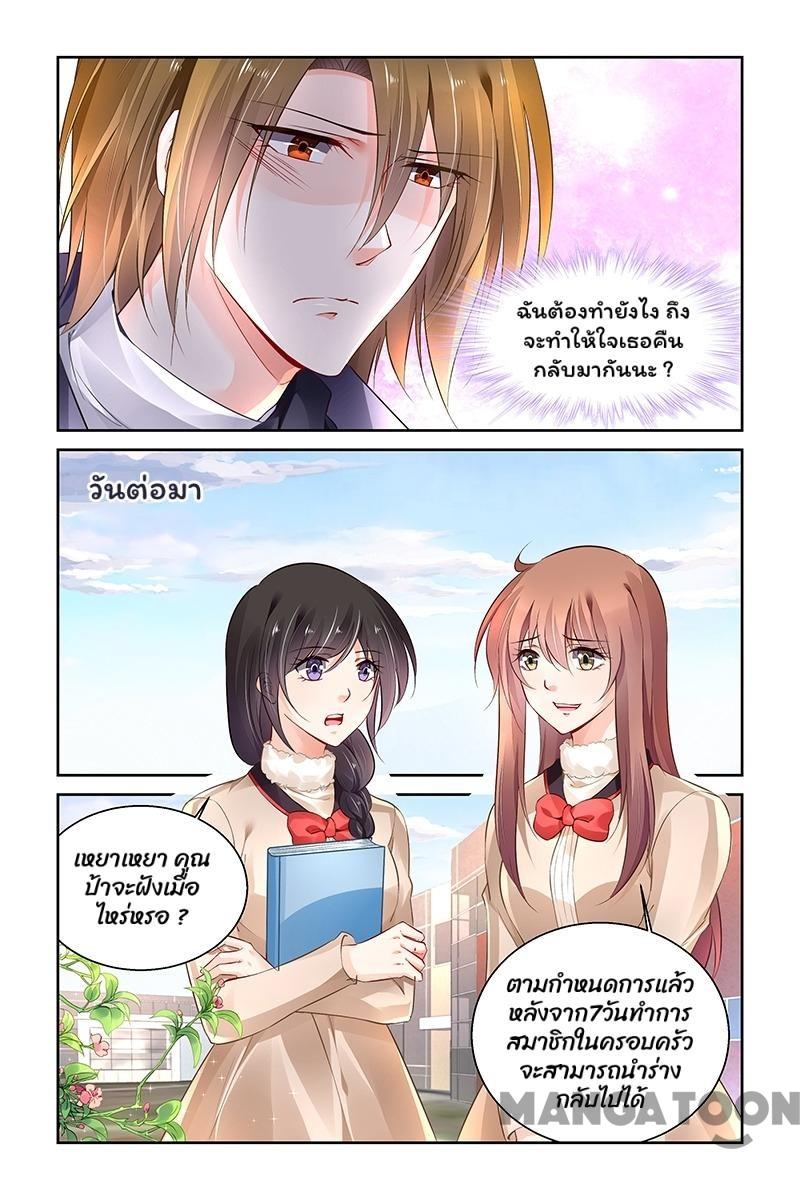 ฉันต้องทำยังไง ถึง
จะทำให้ใจเธอคืน
กลับมากันนะ ?
วันต่อมา
เหยาเหยา คุณ
ป้าจะฝังเมื่อ
ไหร่หรอ ?
ตามกำหนดการแล้ว
หลังจาก7วันทำการ
สมาชิกในครอบครัว
จะสามารถนำร่าง
กลับไปได้
MANGATOON